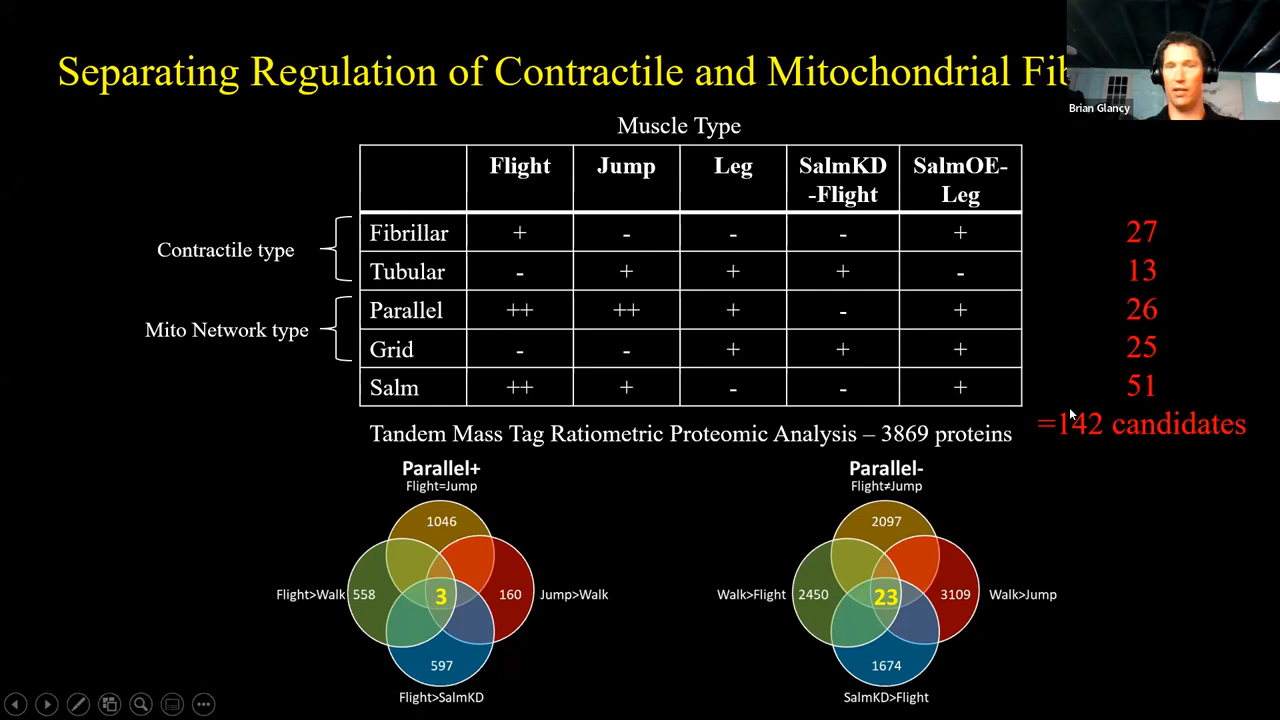 Separating Regulation of Contractile and Mitochondrial Fib
Brian Glancy
Muscle Type
Flight Jump Leg SalmKD -Flight SalmOE- Leg
Contractile type
Fibrillar + - - - + 27
Tubular - + + + - 13
Mito Network type
Parallel ++ ++ + - + 26
Grid - - + + + 25
Salm ++ + - - + 51
=142 candidates
Tandem Mass Tag Ratiometric Proteomic Analysis – 3869 proteins
Parallel+
Flight=Jump
1046
Flight>Walk 558 3 160 Jump>Walk
597
Flight>SalmKD
Parallel-
Flight≠Jump
2097
Walk>Flight 2450 23 3109 Walk>Jump
1674
SalmKD>Flight